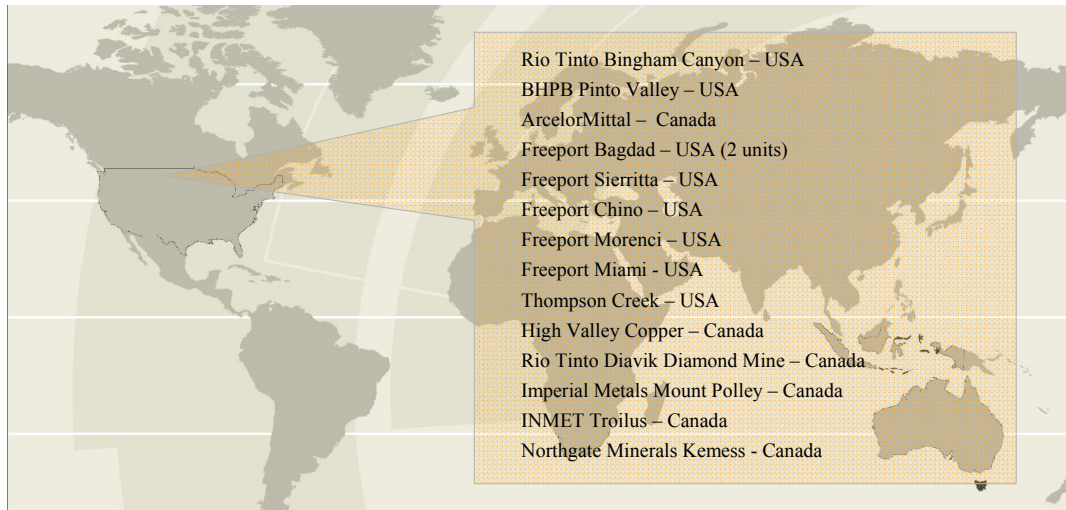 Rio Tinto Bingham Canyon – USA
BHPB Pinto Valley – USA
ArcelorMittal – Canada
Freeport Bagdad – USA (2 units)
Freeport Sierritta – USA
Freeport Chino – USA
Freeport Morenci – USA
Freeport Miami - USA
Thompson Creek – USA
High Valley Copper – Canada
Rio Tinto Diavik Diamond Mine – Canada
Imperial Metals Mount Polley – Canada
INMET Troilus – Canada
Northgate Minerals Kemess - Canada